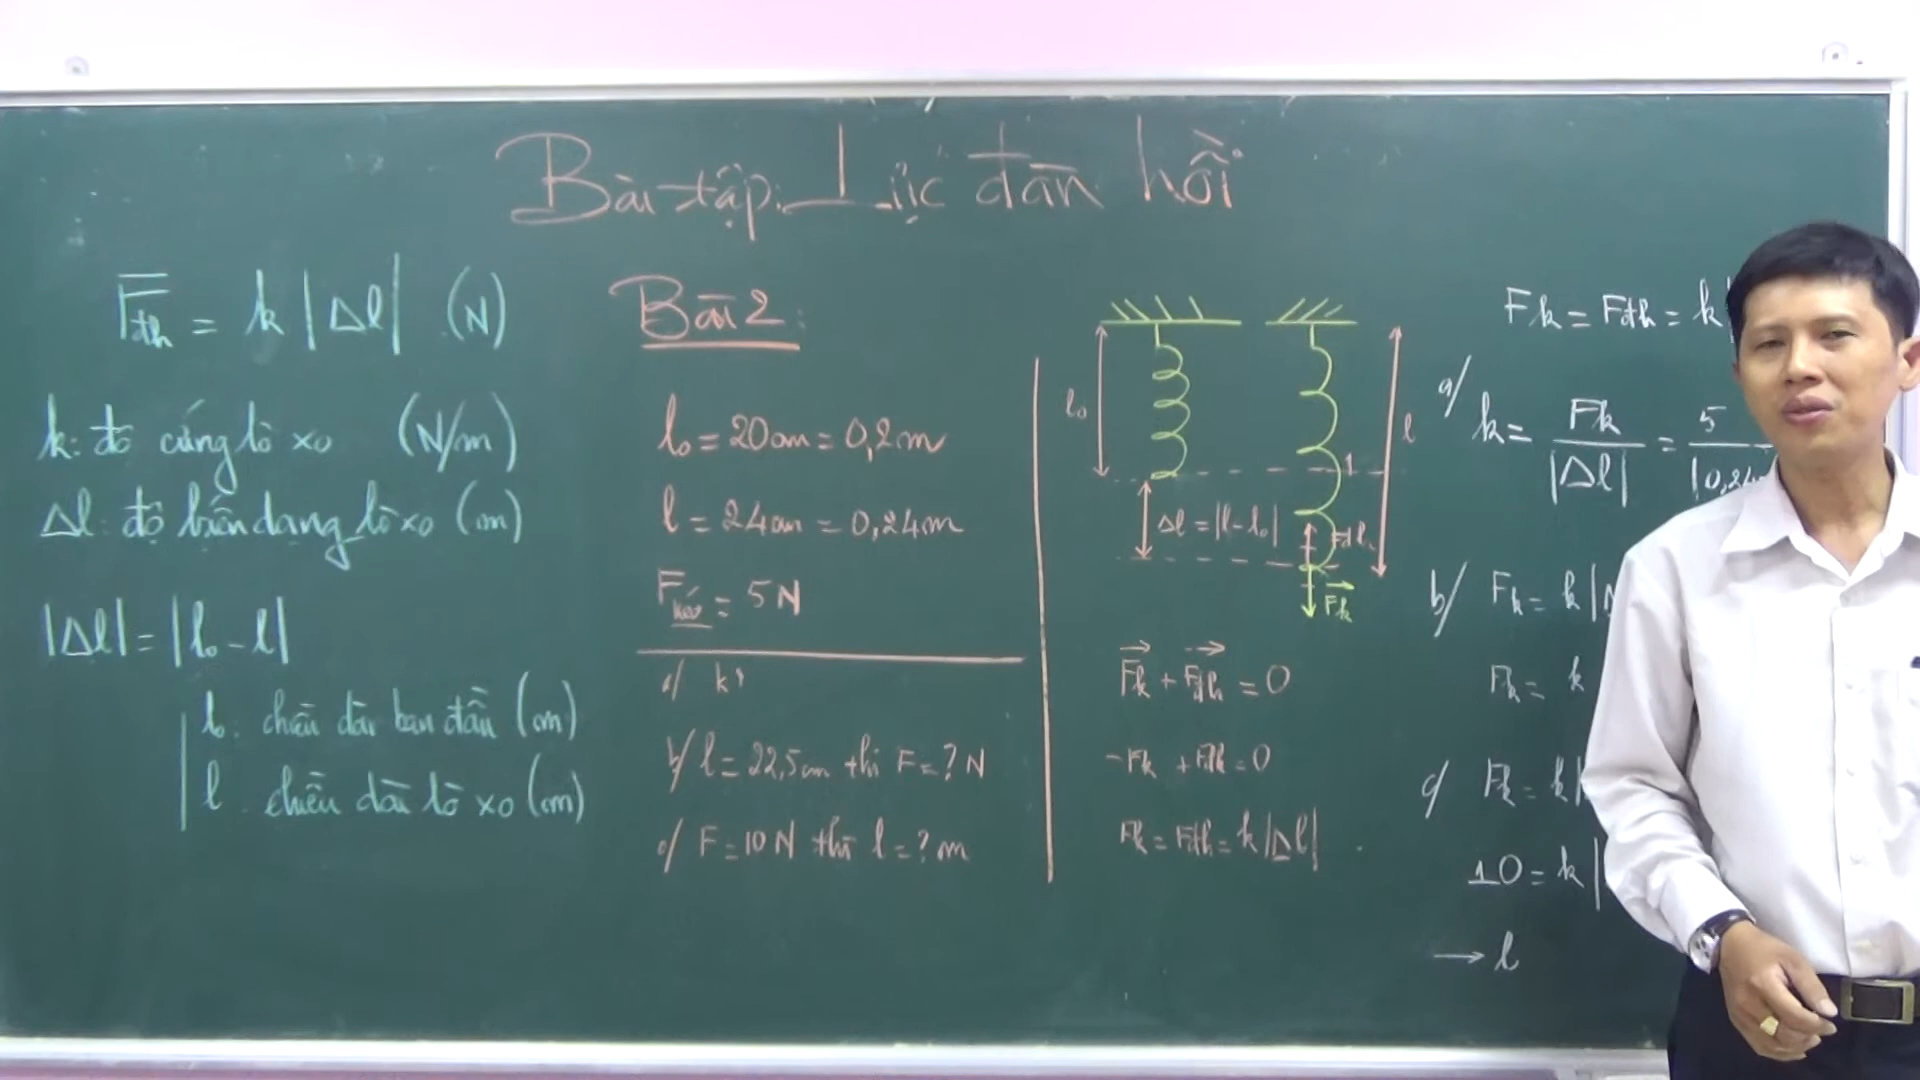 Bài tập: Lực đàn hồi
Fđh = k |Δl| (N)
k: độ cứng lò xo (N/m)
Δl: độ biến dạng lò xo (m)
|Δl| = |l₀ - l|
l₀: chiều dài ban đầu (m)
l: chiều dài lò xo (m)
Bài 2:
l₀ = 20cm = 0,2m
l = 24cm = 0,24m
Fkéo = 5N
a/ k?
b/ l = 22,5cm thì F = ? N
c/ F = 10N thì l = ? m
l₀
l
Δl = |l - l₀|
Fđh
Fk
Fk + Fđh = 0
-Fk + Fđh = 0
Fk = Fđh = k|Δl|
Fk = Fđh = k|
a/ k = Fk / |Δl| = 5 / |0,24
b/ Fk = k|
Fk = k
c/ Fk = k|
10 = k|
→ l